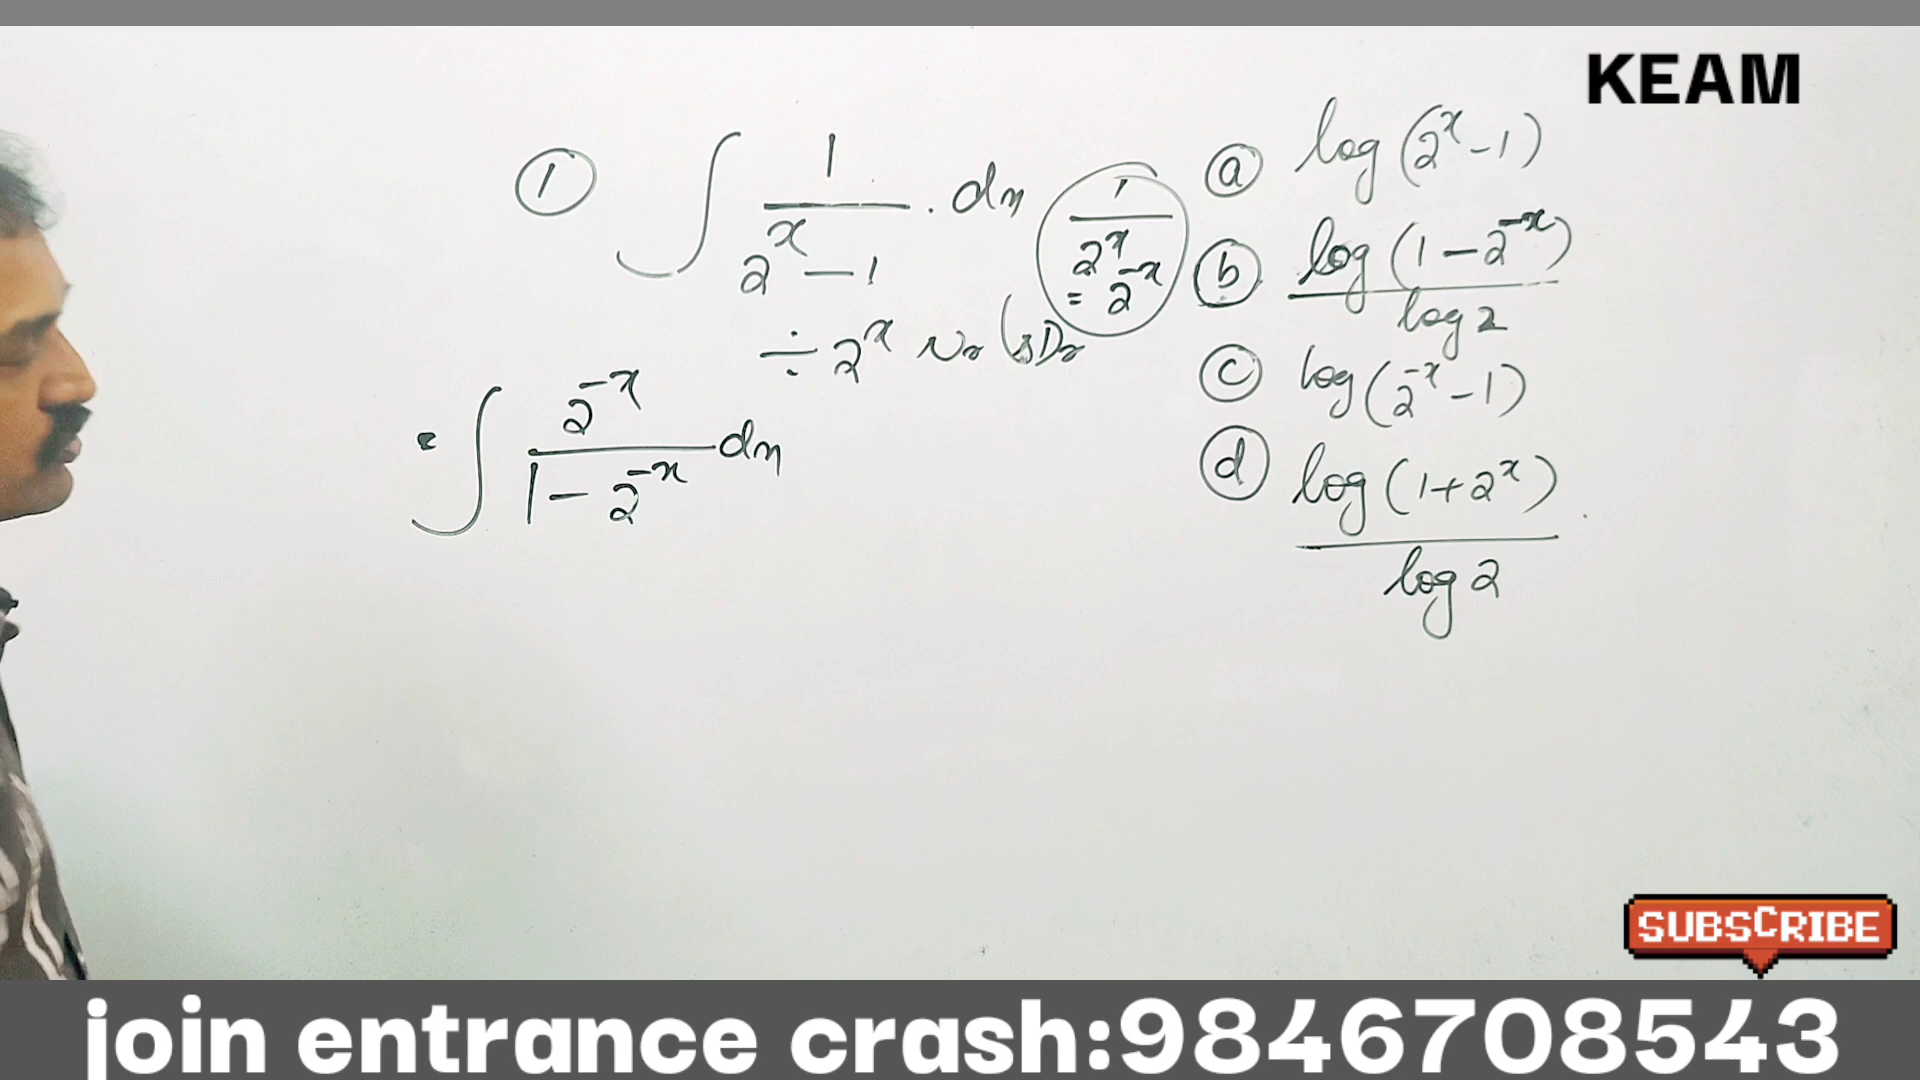 KEAM
① ∫ 1/(2^x − 1) . dx
÷ 2^x Nr & Dr
1/2^x
= 2^-x
= ∫ 2^-x/(1 − 2^-x) dx
ⓐ log (2^x − 1)
ⓑ log (1 − 2^-x)/log 2
ⓒ log (2^-x − 1)
ⓓ log (1 + 2^x)/log 2
SUBSCRIBE
join entrance crash:9846708543